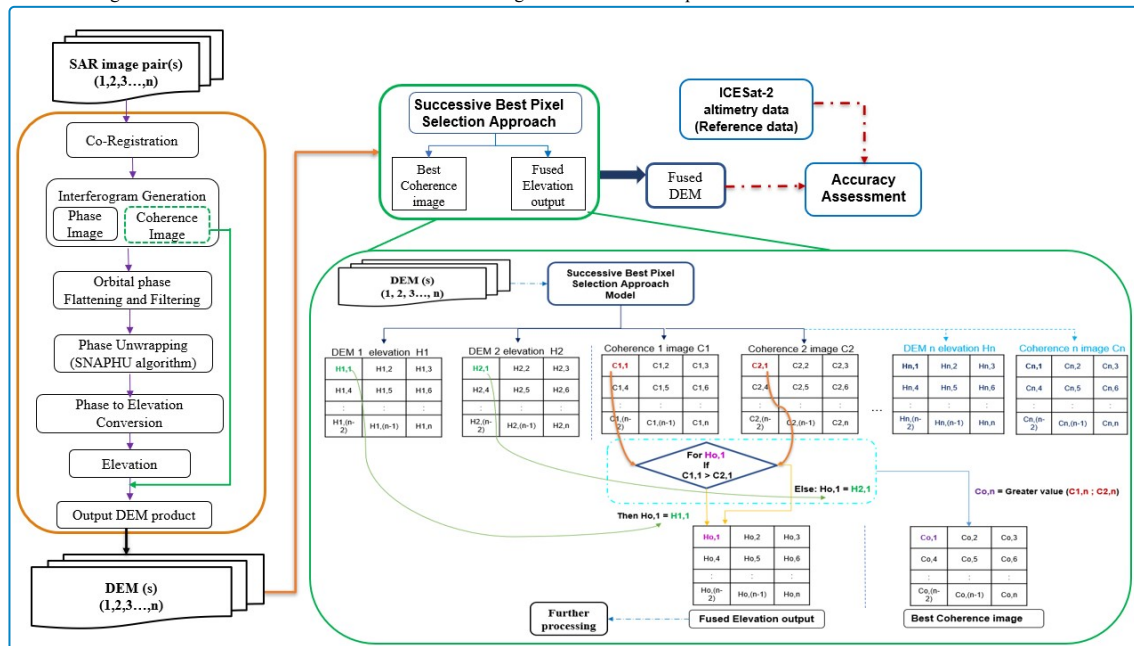 SAR image pair(s)
(1,2,3…,n)
Co-Registration
Interferogram Generation
Phase
Image
Coherence
Image
Orbital phase
Flattening and Filtering
Phase Unwrapping
(SNAPHU algorithm)
Phase to Elevation
Conversion
Elevation
Output DEM product
DEM (s)
(1,2,3…,n)
Successive Best Pixel
Selection Approach
Best
Coherence
image
Fused
Elevation
output
Fused
DEM
ICESat-2
altimetry data
(Reference data)
Accuracy
Assessment
DEM (s)
(1, 2, 3…, n)
Successive Best Pixel
Selection Approach
Model
DEM 1 elevation H1
H1,1 H1,2 H1,3
H1,4 H1,5 H1,6
: : :
H1,(n-2) H1,(n-1) H1,n
DEM 2 elevation H2
H2,1 H2,2 H2,3
H2,4 H2,5 H2,6
: : :
H2,(n-2) H2,(n-1) H2,n
Coherence 1 image C1
C1,1 C1,2 C1,3
C1,4 C1,5 C1,6
: : :
C1,(n-2) C1,(n-1) C1,n
Coherence 2 image C2
C2,1 C2,2 C2,3
C2,4 C2,5 C2,6
: : :
C2,(n-2) C2,(n-1) C2,n
...
DEM n elevation Hn
Hn,1 Hn,2 Hn,3
Hn,4 Hn,5 Hn,6
: : :
Hn,(n-2) Hn,(n-1) Hn,n
Coherence n image Cn
Cn,1 Cn,2 Cn,3
Cn,4 Cn,5 Cn,6
: : :
Cn,(n-2) Cn,(n-1) Cn,n
For Ho,1
If
C1,1 > C2,1
Else: Ho,1 = H2,1
Then Ho,1 = H1,1
Co,n = Greater value (C1,n ; C2,n)
Ho,1 Ho,2 Ho,3
Ho,4 Ho,5 Ho,6
: : :
Ho,(n-2) Ho,(n-1) Ho,n
Fused Elevation output
Co,1 Co,2 Co,3
Co,4 Co,5 Co,6
: : :
Co,(n-2) Co,(n-1) Co,n
Best Coherence image
Further
processing